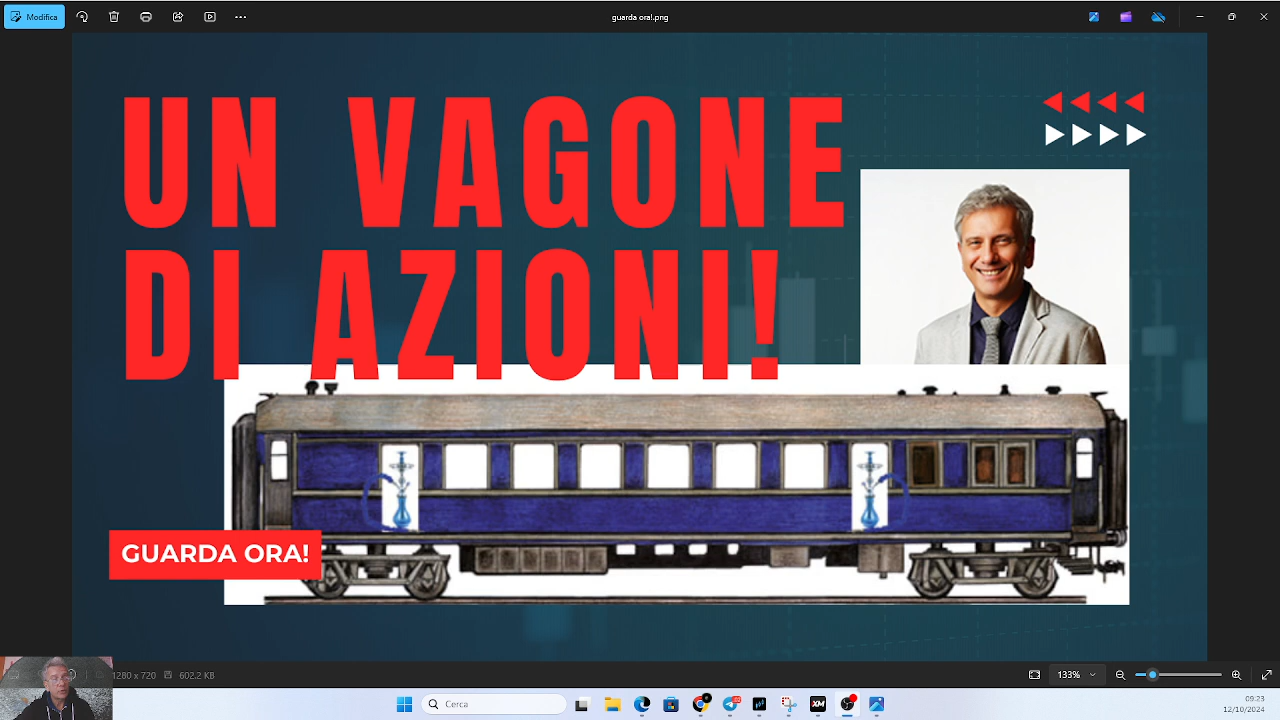 Modifica
guarda ora!.png
UN VAGONE
DI AZIONI!
GUARDA ORA!
1280 x 720
602.2 KB
133%
Cerca
XM
09:23
12/10/2024